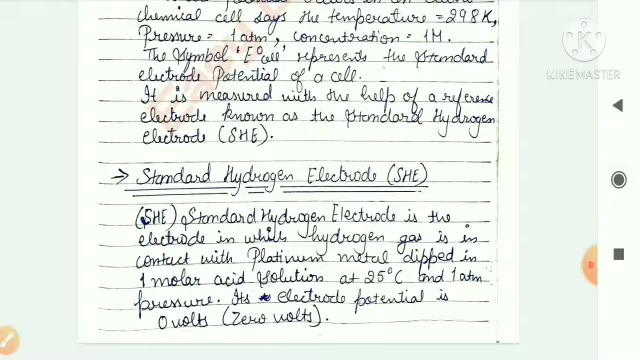 chemical cell says the temperature = 298K,
Pressure = 1 atm, concentration = 1M.
The Symbol 'E°cell' represents the Standard
electrode Potential of a cell.
It is measured with the help of a reference
electrode known as the Standard Hydrogen
electrode (SHE).
→ Standard Hydrogen Electrode (SHE)
(SHE) Standard Hydrogen Electrode is the
electrode in which hydrogen gas is in
contact with Platinum metal dipped in
1 molar acid Solution at 25°C and 1 atm
pressure. Its electrode potential is
0 volts (Zero volts).
KINEMASTER